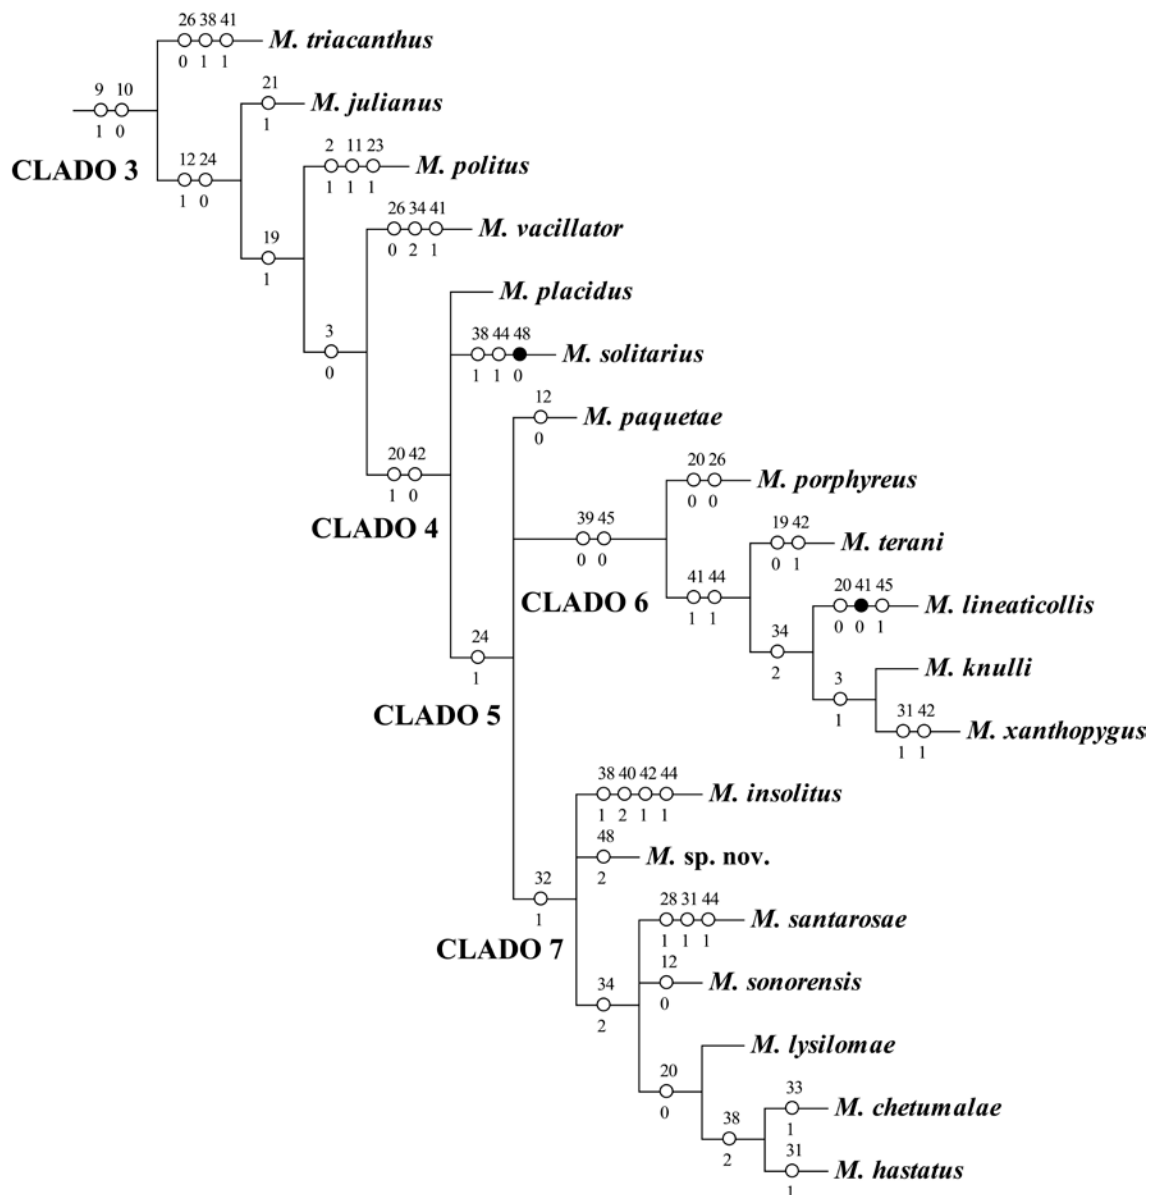 26 38 41
M. triacanthus
0 1 1
9 10
1 0
CLADO 3
21
M. julianus
1
12 24
1 0
2 11 23
M. politus
1 1 1
19
1
26 34 41
M. vacillator
0 2 1
3
0
M. placidus
38 44 48
M. solitarius
1 1 0
12
M. paquetae
0
20 42
1 0
CLADO 4
20 26
M. porphyreus
0 0
39 45
0 0
CLADO 6
19 42
M. terani
0 1
41 44
1 1
20 41 45
M. lineaticollis
0 0 1
34
2
M. knulli
3
1
31 42
M. xanthopygus
1 1
24
1
CLADO 5
38 40 42 44
M. insolitus
1 2 1 1
48
M. sp. nov.
2
32
1
CLADO 7
28 31 44
M. santarosae
1 1 1
12
M. sonorensis
0
34
2
M. lysilomae
20
0
33
M. chetumalae
1
38
2
31
M. hastatus
1